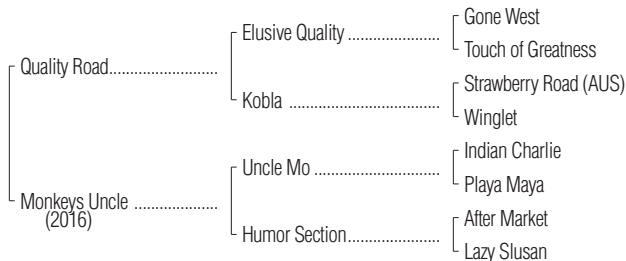 Gone West
Elusive Quality ....................
Touch of Greatness
Quality Road........................
Strawberry Road (AUS)
Kobla .................................
Winglet
Indian Charlie
Uncle Mo ...........................
Playa Maya
Monkeys Uncle ..................
(2016)
After Market
Humor Section....................
Lazy Slusan